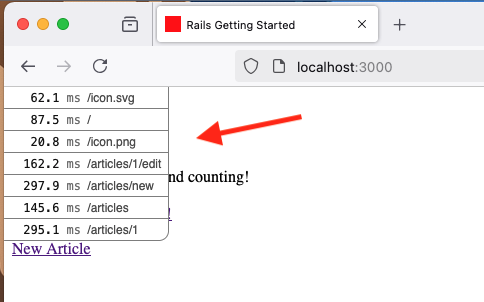 Rails Getting Started
localhost:3000
62.1 ms /icon.svg
87.5 ms /
20.8 ms /icon.png
162.2 ms /articles/1/edit
297.9 ms /articles/new
nd counting!
145.6 ms /articles
!
295.1 ms /articles/1
New Article